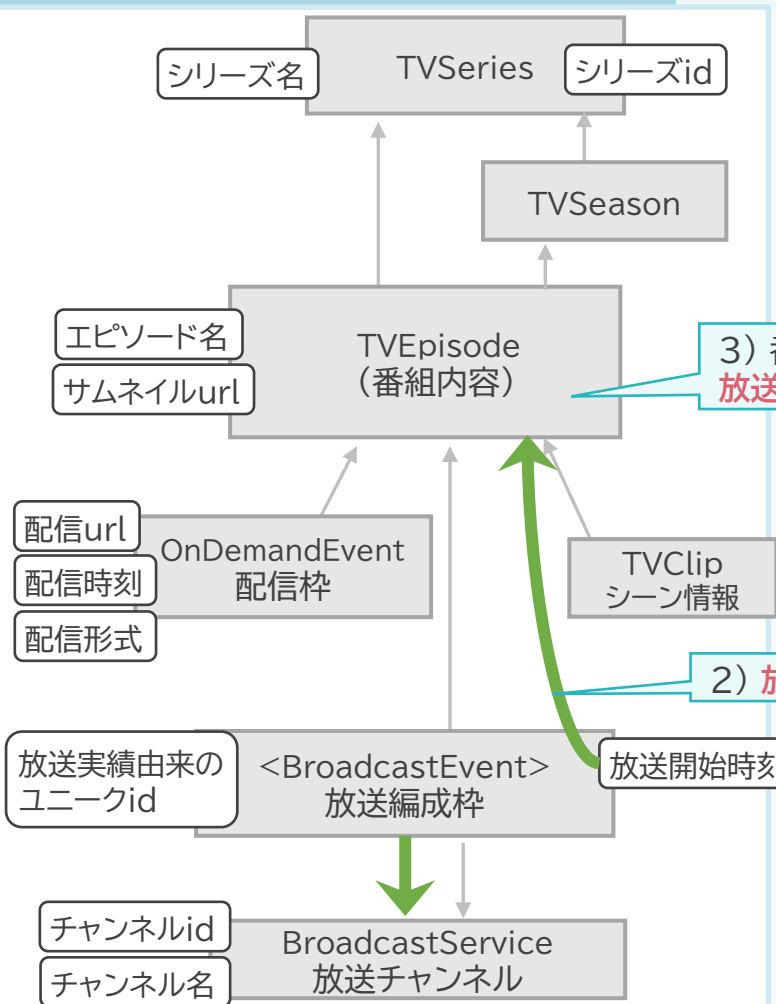 シリーズ名
TVSeries
シリーズid
TVSeason
エピソード名
サムネイルurl
TVEpisode
(番組内容)
3) 番
放送
配信url
配信時刻
配信形式
OnDemandEvent
配信枠
TVClip
シーン情報
2) 放
放送実績由来の
ユニークid
<BroadcastEvent>
放送編成枠
放送開始時刻
チャンネルid
チャンネル名
BroadcastService
放送チャンネル